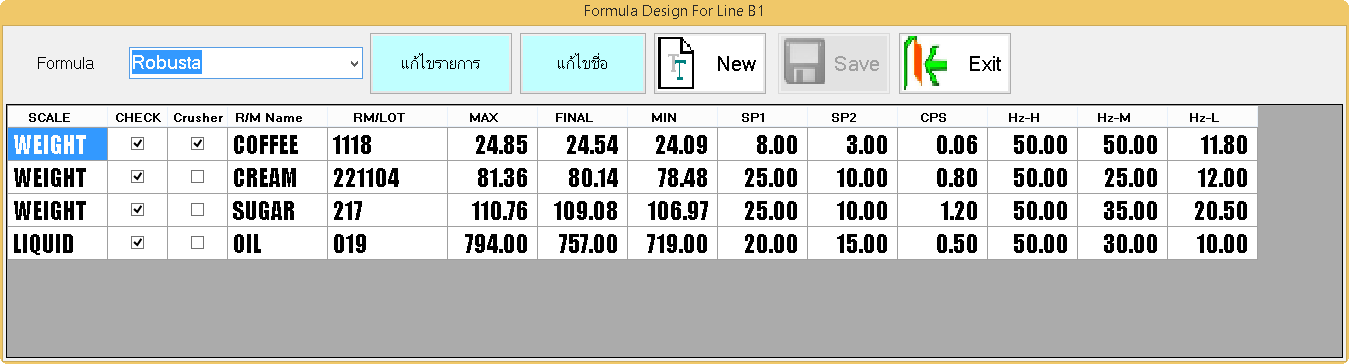 Formula Design For Line B1
Formula Robusta แก้ไขรายการ แก้ไขชื่อ New Save Exit
SCALE CHECK Crusher R/M Name RM/LOT MAX FINAL MIN SP1 SP2 CPS Hz-H Hz-M Hz-L
WEIGHT COFFEE 1118 24.85 24.54 24.09 8.00 3.00 0.06 50.00 50.00 11.80
WEIGHT CREAM 221104 81.36 80.14 78.48 25.00 10.00 0.80 50.00 25.00 12.00
WEIGHT SUGAR 217 110.76 109.08 106.97 25.00 10.00 1.20 50.00 35.00 20.50
LIQUID OIL 019 794.00 757.00 719.00 20.00 15.00 0.50 50.00 30.00 10.00